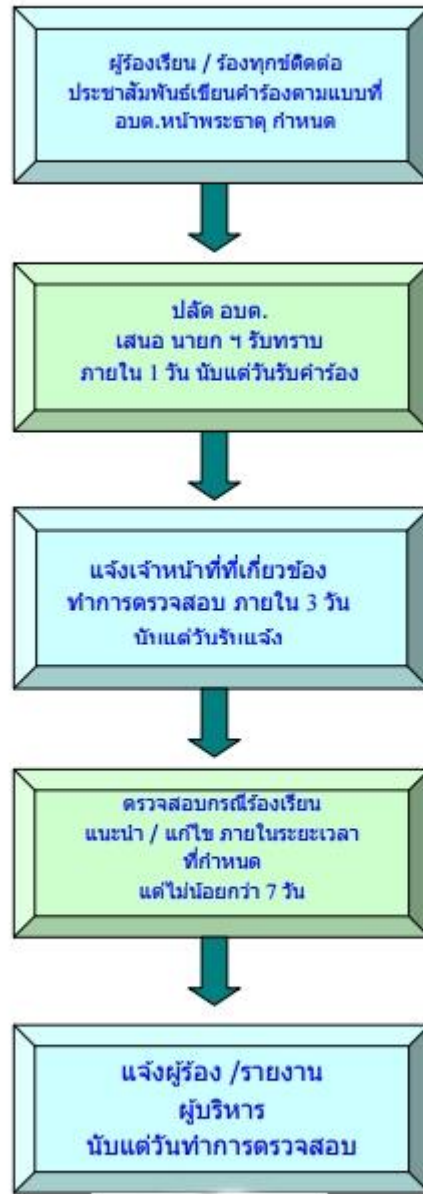 ผู้ร้องเรียน / ร้องทุกข์ติดต่อ
ประชาสัมพันธ์เขียนคำร้องตามแบบที่
อบต.หน้าพระธาตุ กำหนด
ปลัด อบต.
เสนอ นายก ฯ รับทราบ
ภายใน 1 วัน นับแต่วันรับคำร้อง
แจ้งเจ้าหน้าที่ที่เกี่ยวข้อง
ทำการตรวจสอบ ภายใน 3 วัน
นับแต่วันรับแจ้ง
ตรวจสอบกรณีร้องเรียน
แนะนำ / แก้ไข ภายในระยะเวลา
ที่กำหนด
แต่ไม่น้อยกว่า 7 วัน
แจ้งผู้ร้อง /รายงาน
ผู้บริหาร
นับแต่วันทำการตรวจสอบ